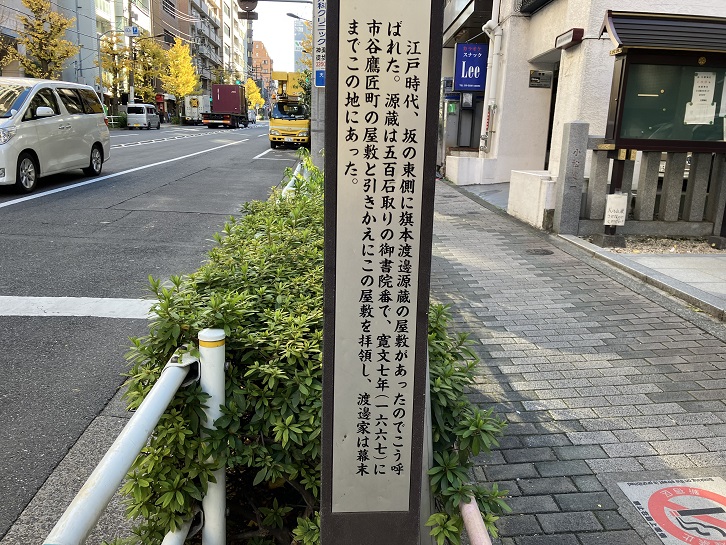 江戸時代、坂の東側に旗本渡邊源蔵の屋敷があったのでこう呼
ばれた。源蔵は五百石取りの御書院番で、寛文七年(一六六七)に
市谷鷹匠町の屋敷と引きかえにこの屋敷を拝領し、渡邊家は幕末
までこの地にあった。
スナック
Lee